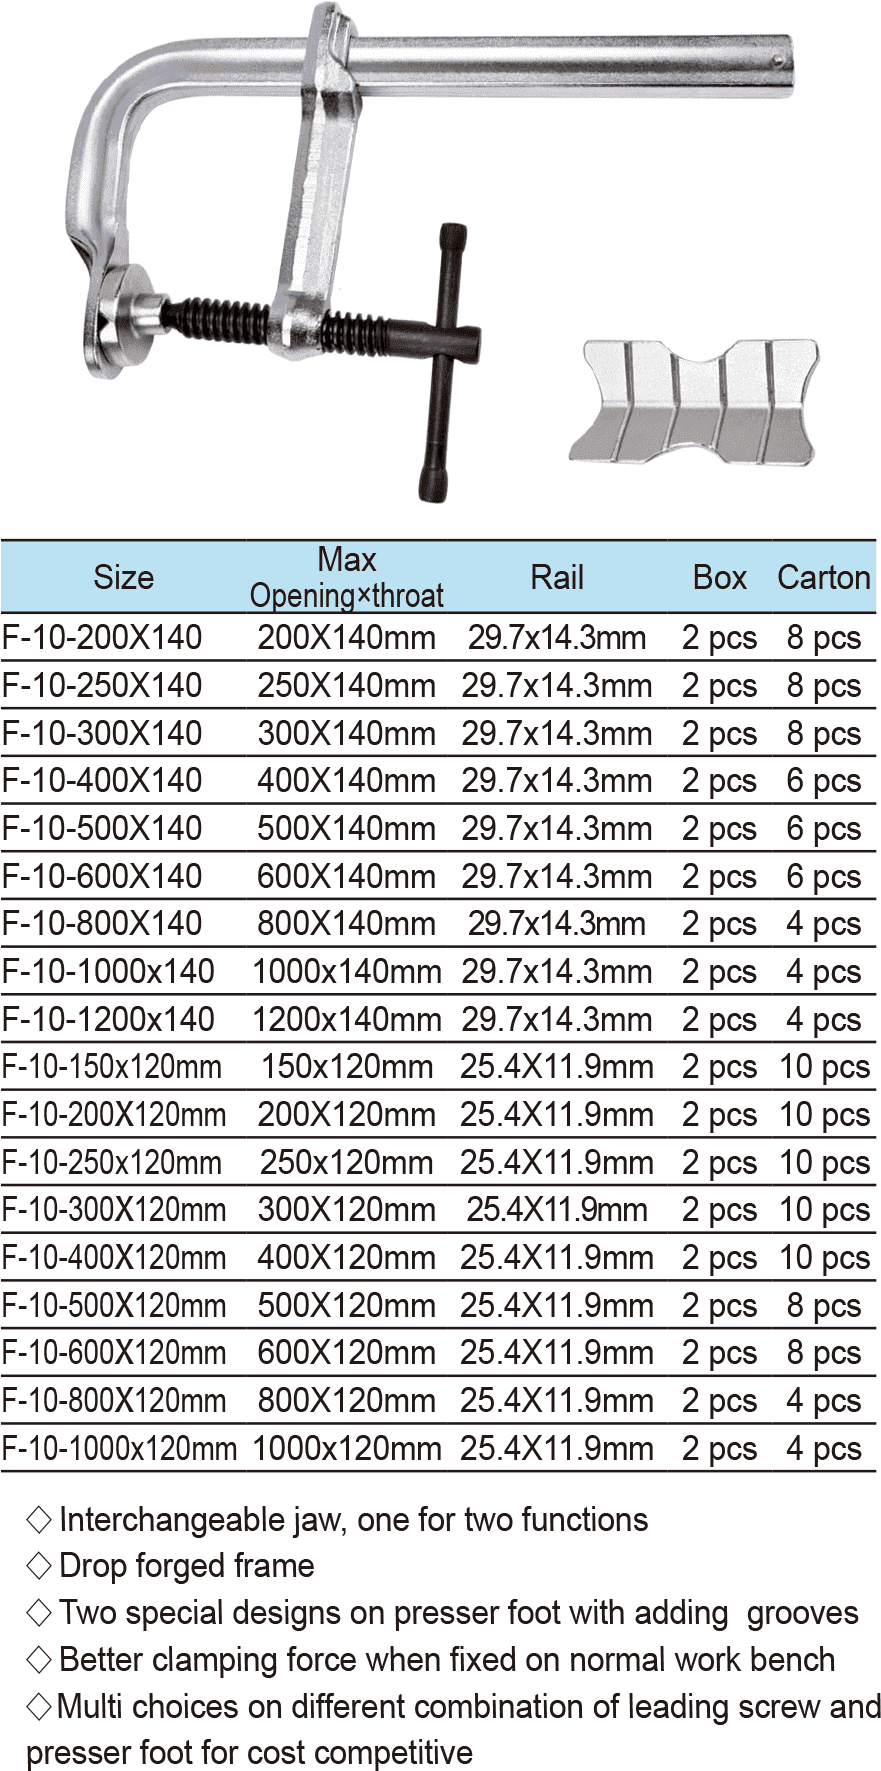 Size Max Opening×throat Rail Box Carton
F-10-200X140 200X140mm 29.7x14.3mm 2 pcs 8 pcs
F-10-250X140 250X140mm 29.7x14.3mm 2 pcs 8 pcs
F-10-300X140 300X140mm 29.7x14.3mm 2 pcs 8 pcs
F-10-400X140 400X140mm 29.7x14.3mm 2 pcs 6 pcs
F-10-500X140 500X140mm 29.7x14.3mm 2 pcs 6 pcs
F-10-600X140 600X140mm 29.7x14.3mm 2 pcs 6 pcs
F-10-800X140 800X140mm 29.7x14.3mm 2 pcs 4 pcs
F-10-1000x140 1000x140mm 29.7x14.3mm 2 pcs 4 pcs
F-10-1200x140 1200x140mm 29.7x14.3mm 2 pcs 4 pcs
F-10-150x120mm 150x120mm 25.4X11.9mm 2 pcs 10 pcs
F-10-200X120mm 200X120mm 25.4X11.9mm 2 pcs 10 pcs
F-10-250x120mm 250x120mm 25.4X11.9mm 2 pcs 10 pcs
F-10-300X120mm 300X120mm 25.4X11.9mm 2 pcs 10 pcs
F-10-400X120mm 400X120mm 25.4X11.9mm 2 pcs 10 pcs
F-10-500X120mm 500X120mm 25.4X11.9mm 2 pcs 8 pcs
F-10-600X120mm 600X120mm 25.4X11.9mm 2 pcs 8 pcs
F-10-800X120mm 800X120mm 25.4X11.9mm 2 pcs 4 pcs
F-10-1000x120mm 1000x120mm 25.4X11.9mm 2 pcs 4 pcs
◇ Interchangeable jaw, one for two functions
◇ Drop forged frame
◇ Two special designs on presser foot with adding grooves
◇ Better clamping force when fixed on normal work bench
◇ Multi choices on different combination of leading screw and
presser foot for cost competitive